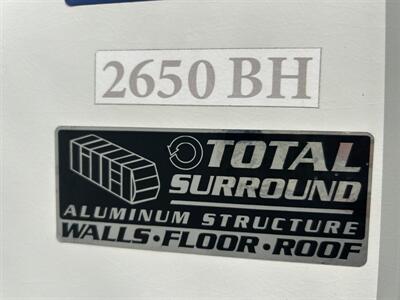 2650 BH
TOTAL
SURROUND
ALUMINUM STRUCTURE
WALLS • FLOOR • ROOF